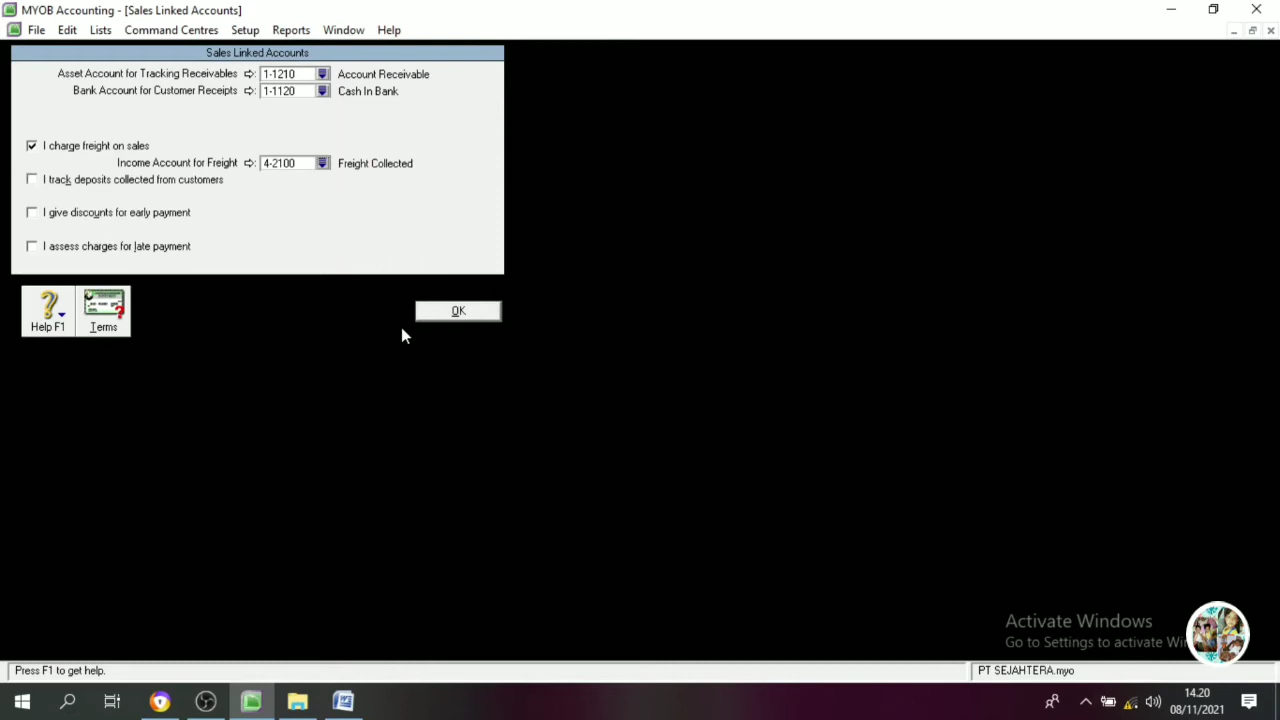 MYOB Accounting - [Sales Linked Accounts]
File Edit Lists Command Centres Setup Reports Window Help
Sales Linked Accounts
Asset Account for Tracking Receivables 1-1210 Account Receivable
Bank Account for Customer Receipts 1-1120 Cash In Bank
I charge freight on sales
Income Account for Freight 4-2100 Freight Collected
I track deposits collected from customers
I give discounts for early payment
I assess charges for late payment
Help F1 Terms OK
Activate Windows
Go to Settings to activate Wi
Press F1 to get help. PT SEJAHTERA.myo
14.20
08/11/2021